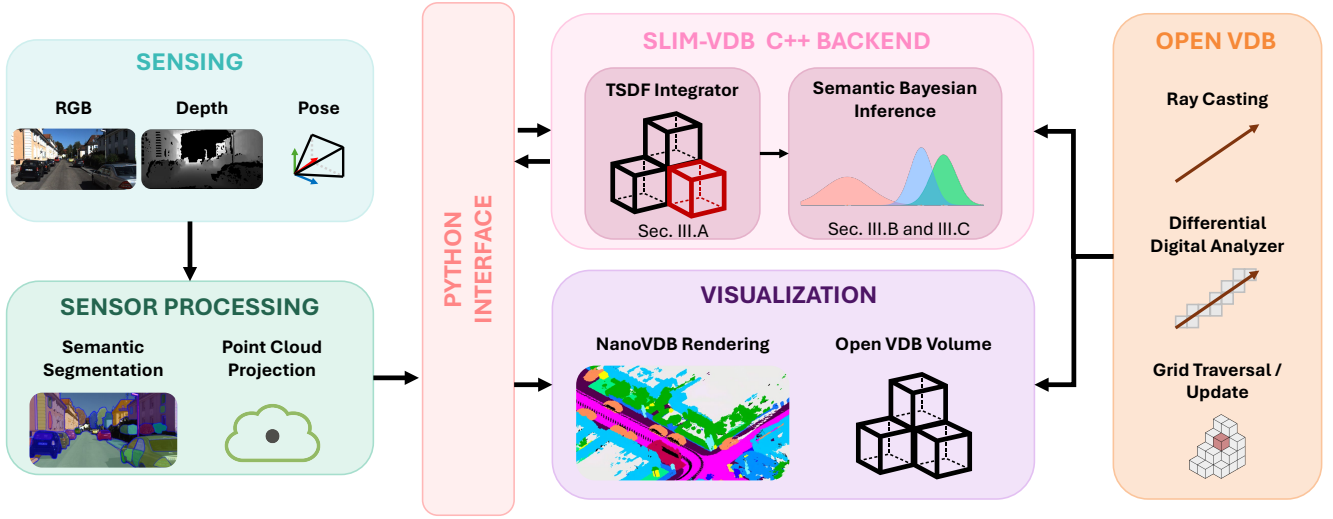 SENSING
RGB
Depth
Pose
SENSOR PROCESSING
Semantic
Segmentation
Point Cloud
Projection
PYTHON
INTERFACE
SLIM-VDB C++ BACKEND
TSDF Integrator
Sec. III.A
Semantic Bayesian
Inference
Sec. III.B and III.C
VISUALIZATION
NanoVDB Rendering
Open VDB Volume
OPEN VDB
Ray Casting
Differential
Digital Analyzer
Grid Traversal /
Update